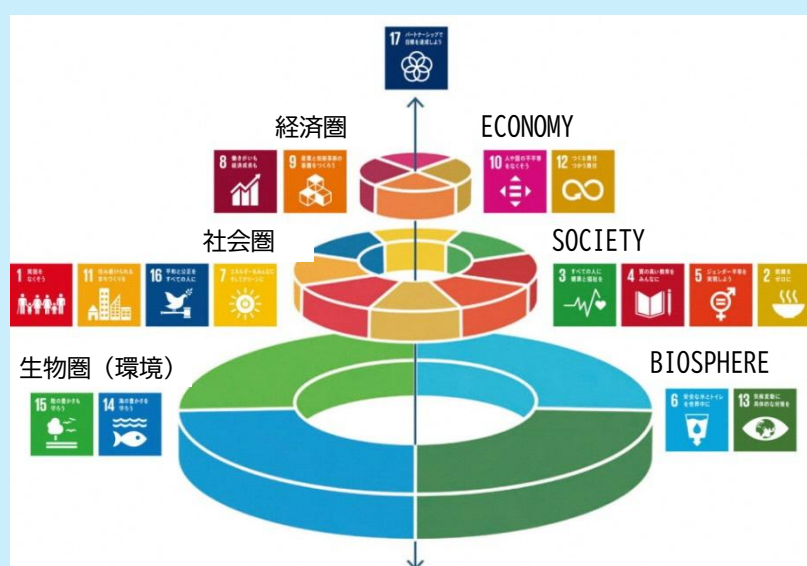 17 パートナーシップで
目標を達成しよう
経済圏
ECONOMY
8 働きがいも
経済成長も
9 産業と技術革新の
基盤をつくろう
10 人や国の不平等
をなくそう
12 つくる責任
つかう責任
社会圏
SOCIETY
1 貧困を
なくそう
11 住み続けられる
まちづくりを
16 平和と公正を
すべての人に
7 エネルギーをみんなに
そしてクリーンに
3 すべての人に
健康と福祉を
4 質の高い教育を
みんなに
5 ジェンダー平等を
実現しよう
2 飢餓を
ゼロに
生物圏（環境）
BIOSPHERE
15 陸の豊かさも
守ろう
14 海の豊かさを
守ろう
6 安全な水とトイレ
を世界中に
13 気候変動に
具体的な対策を